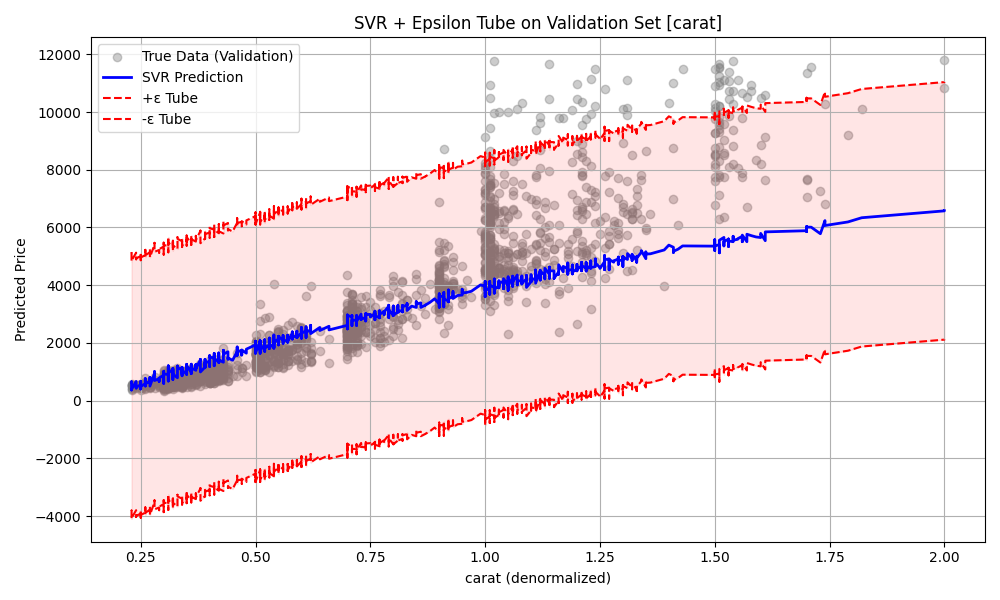 SVR + Epsilon Tube on Validation Set [carat]
True Data (Validation)
SVR Prediction
+ε Tube
-ε Tube
Predicted Price
12000
10000
8000
6000
4000
2000
0
−2000
−4000
0.25 0.50 0.75 1.00 1.25 1.50 1.75 2.00
carat (denormalized)